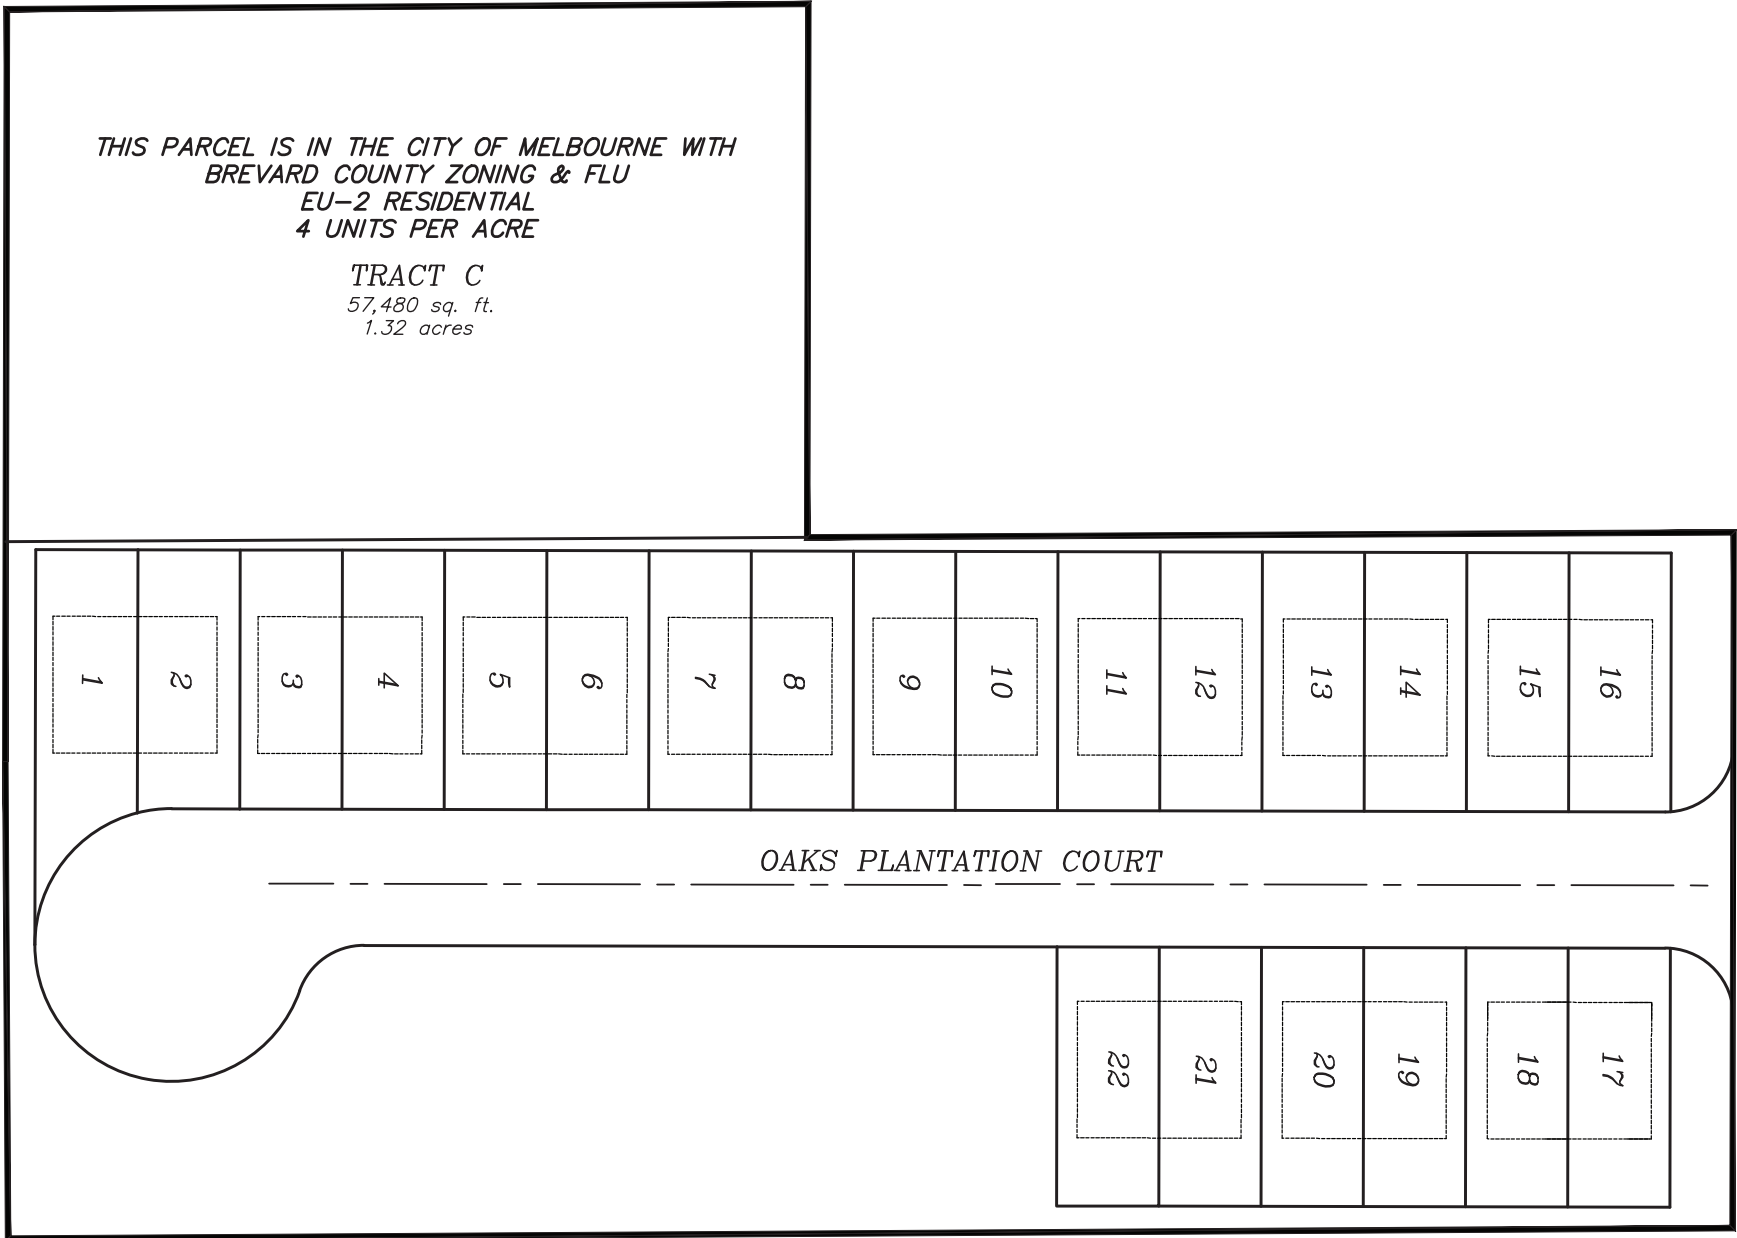 THIS PARCEL IS IN THE CITY OF MELBOURNE WITH
BREVARD COUNTY ZONING & FLU
EU-2 RESIDENTIAL
4 UNITS PER ACRE
TRACT C
57,480 sq. ft.
1.32 acres
1
2
3
4
5
6
7
8
9
10
11
12
13
14
15
16
OAKS PLANTATION COURT
22
21
20
19
18
17